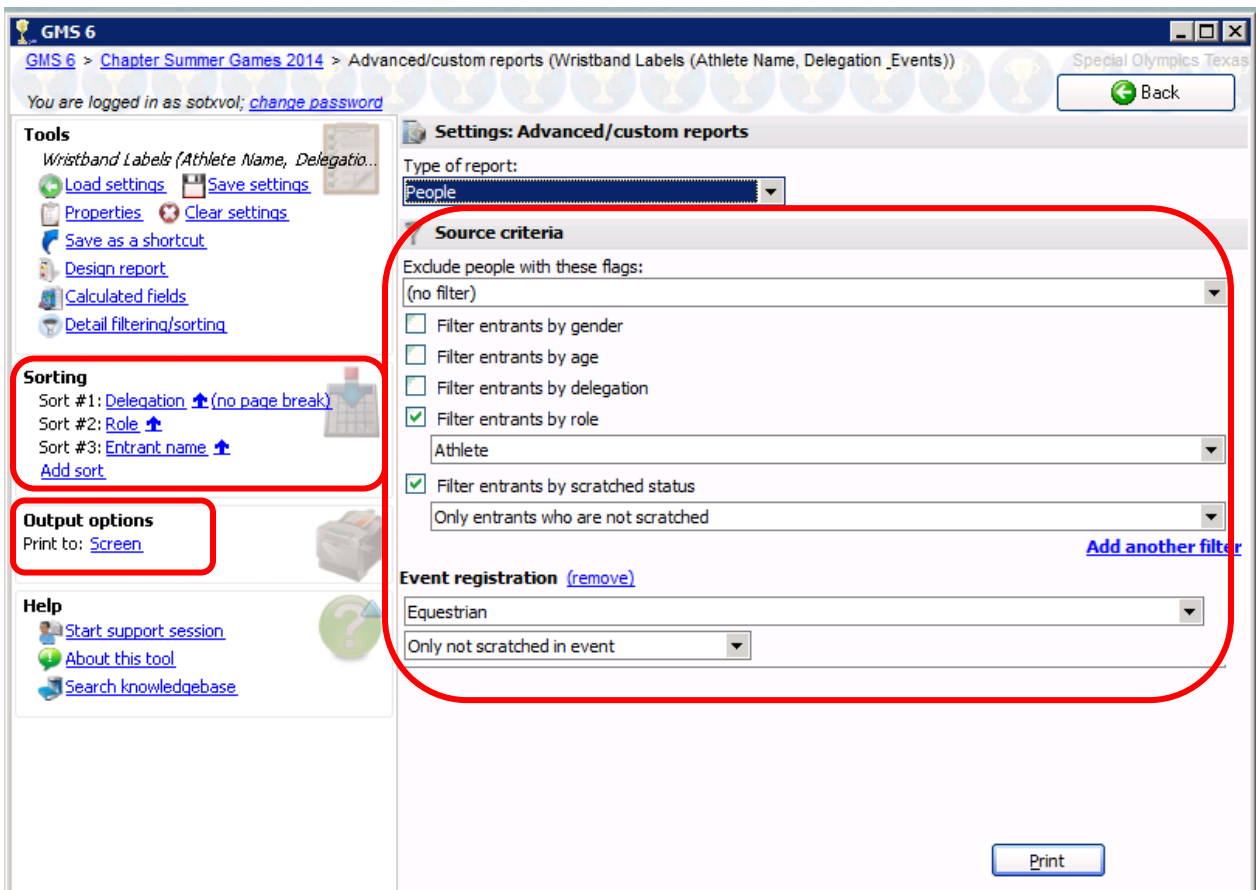 GMS 6
GMS 6 > Chapter Summer Games 2014 > Advanced/custom reports (Wristband Labels (Athlete Name, Delegation _Events))
Special Olympics Texas
You are logged in as sotxvol; change password
Back
Tools
Wristband Labels (Athlete Name, Delegatio...
Load settings Save settings
Properties Clear settings
Save as a shortcut
Design report
Calculated fields
Detail filtering/sorting
Sorting
Sort #1: Delegation (no page break)
Sort #2: Role
Sort #3: Entrant name
Add sort
Output options
Print to: Screen
Help
Start support session
About this tool
Search knowledgebase
Settings: Advanced/custom reports
Type of report:
People
Source criteria
Exclude people with these flags:
(no filter)
Filter entrants by gender
Filter entrants by age
Filter entrants by delegation
Filter entrants by role
Athlete
Filter entrants by scratched status
Only entrants who are not scratched
Add another filter
Event registration (remove)
Equestrian
Only not scratched in event
Print